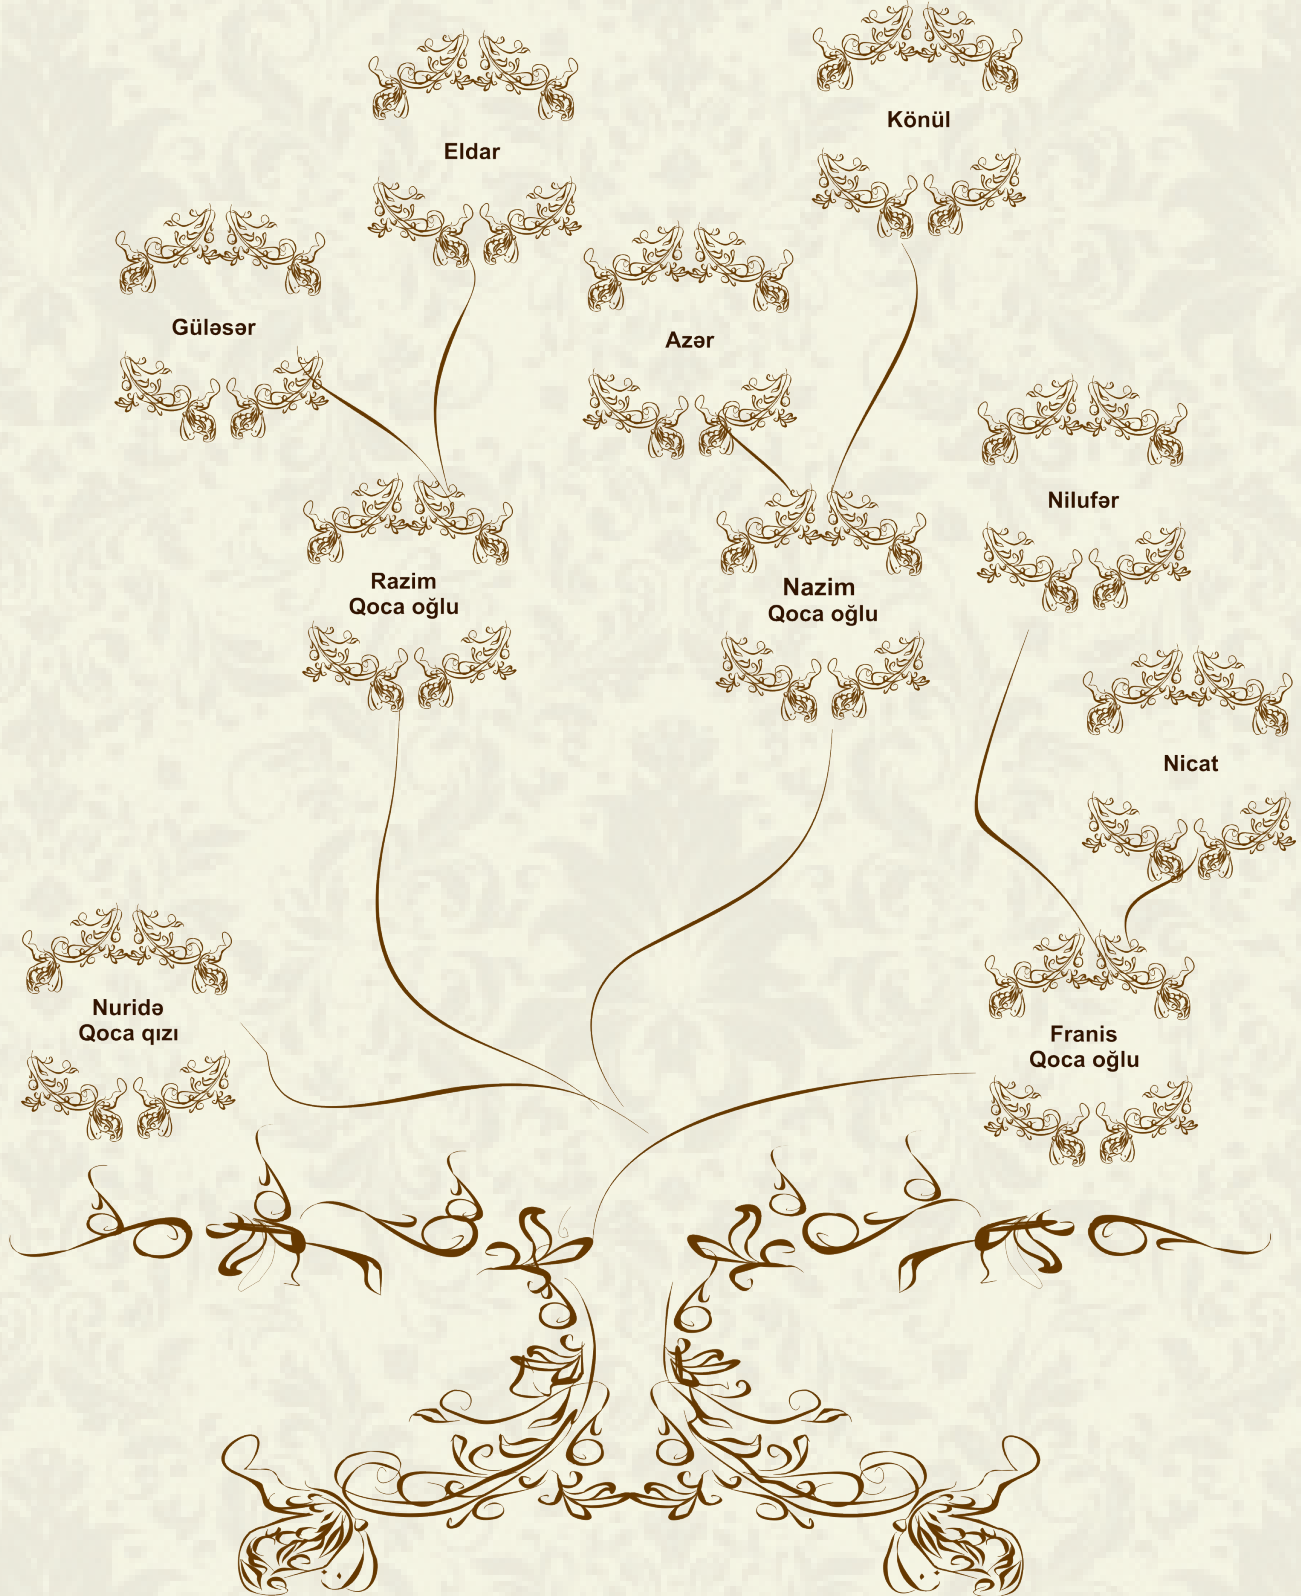 Könül
Eldar
Güləsər
Azər
Nilufər
Razim
Qoca oğlu
Nazim
Qoca oğlu
Nicat
Nuridə
Qoca qızı
Franis
Qoca oğlu